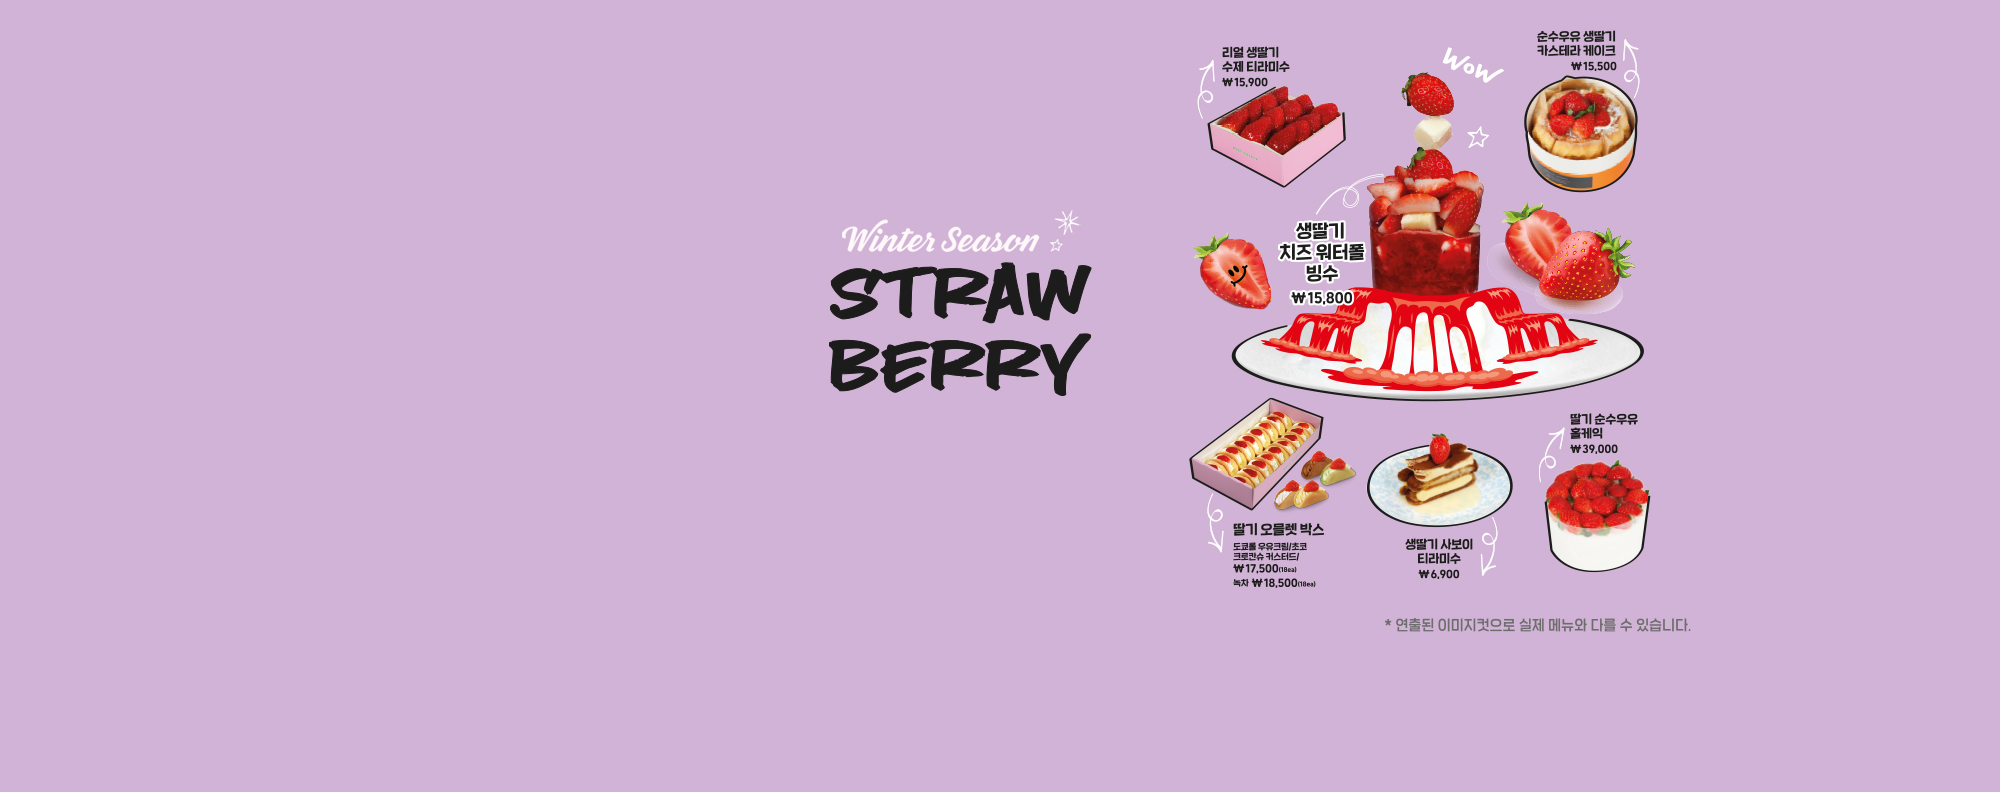 Winter Season
STRAW
BERRY
리얼 생딸기
수제 티라미수
₩15,900
WOW
순수우유 생딸기
카스테라 케이크
₩15,500
생딸기
치즈 워터폴
빙수
₩15,800
딸기 오믈렛 박스
도쿄롤 우유크림/초코
크로칸슈 커스터드/
₩17,500(18ea)
녹차 ₩18,500(18ea)
생딸기 사보이
티라미수
₩6,900
딸기 순수우유
홀케익
₩39,000
* 연출된 이미지컷으로 실제 메뉴와 다를 수 있습니다.